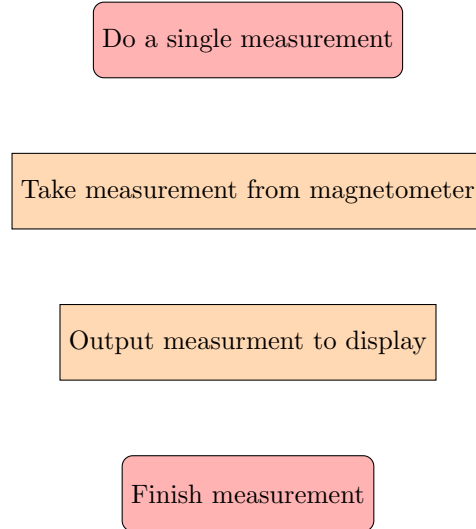 Do a single measurement
Take measurement from magnetometer
Output measurment to display
Finish measurement